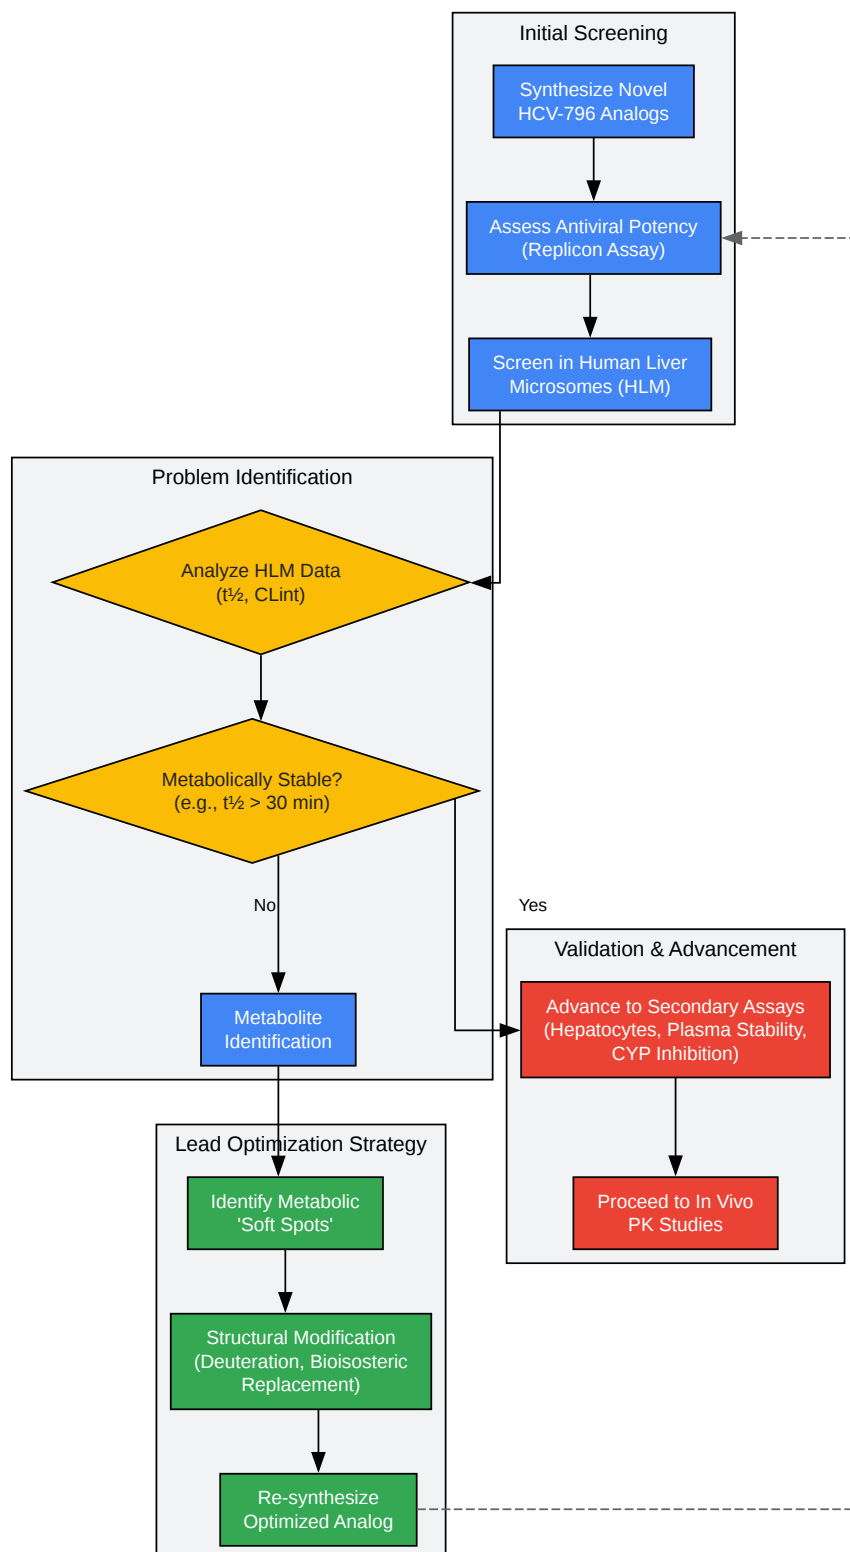 Initial Screening
Synthesize Novel
HCV-796 Analogs
Assess Antiviral Potency
(Replicon Assay)
Screen in Human Liver
Microsomes (HLM)
Problem Identification
Analyze HLM Data
(t½, CLint)
Metabolically Stable?
(e.g., t½ > 30 min)
No
Yes
Metabolite
Identification
Validation & Advancement
Advance to Secondary Assays
(Hepatocytes, Plasma Stability,
CYP Inhibition)
Proceed to In Vivo
PK Studies
Lead Optimization Strategy
Identify Metabolic
'Soft Spots'
Structural Modification
(Deuteration, Bioisosteric
Replacement)
Re-synthesize
Optimized Analog